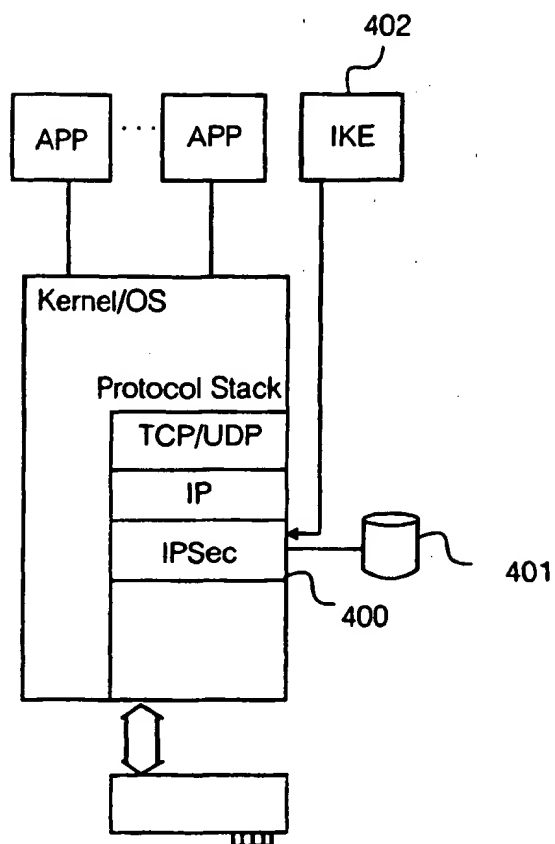 402
APP ... APP IKE
Kernel/OS
Protocol Stack
TCP/UDP
IP
IPSec
401
400